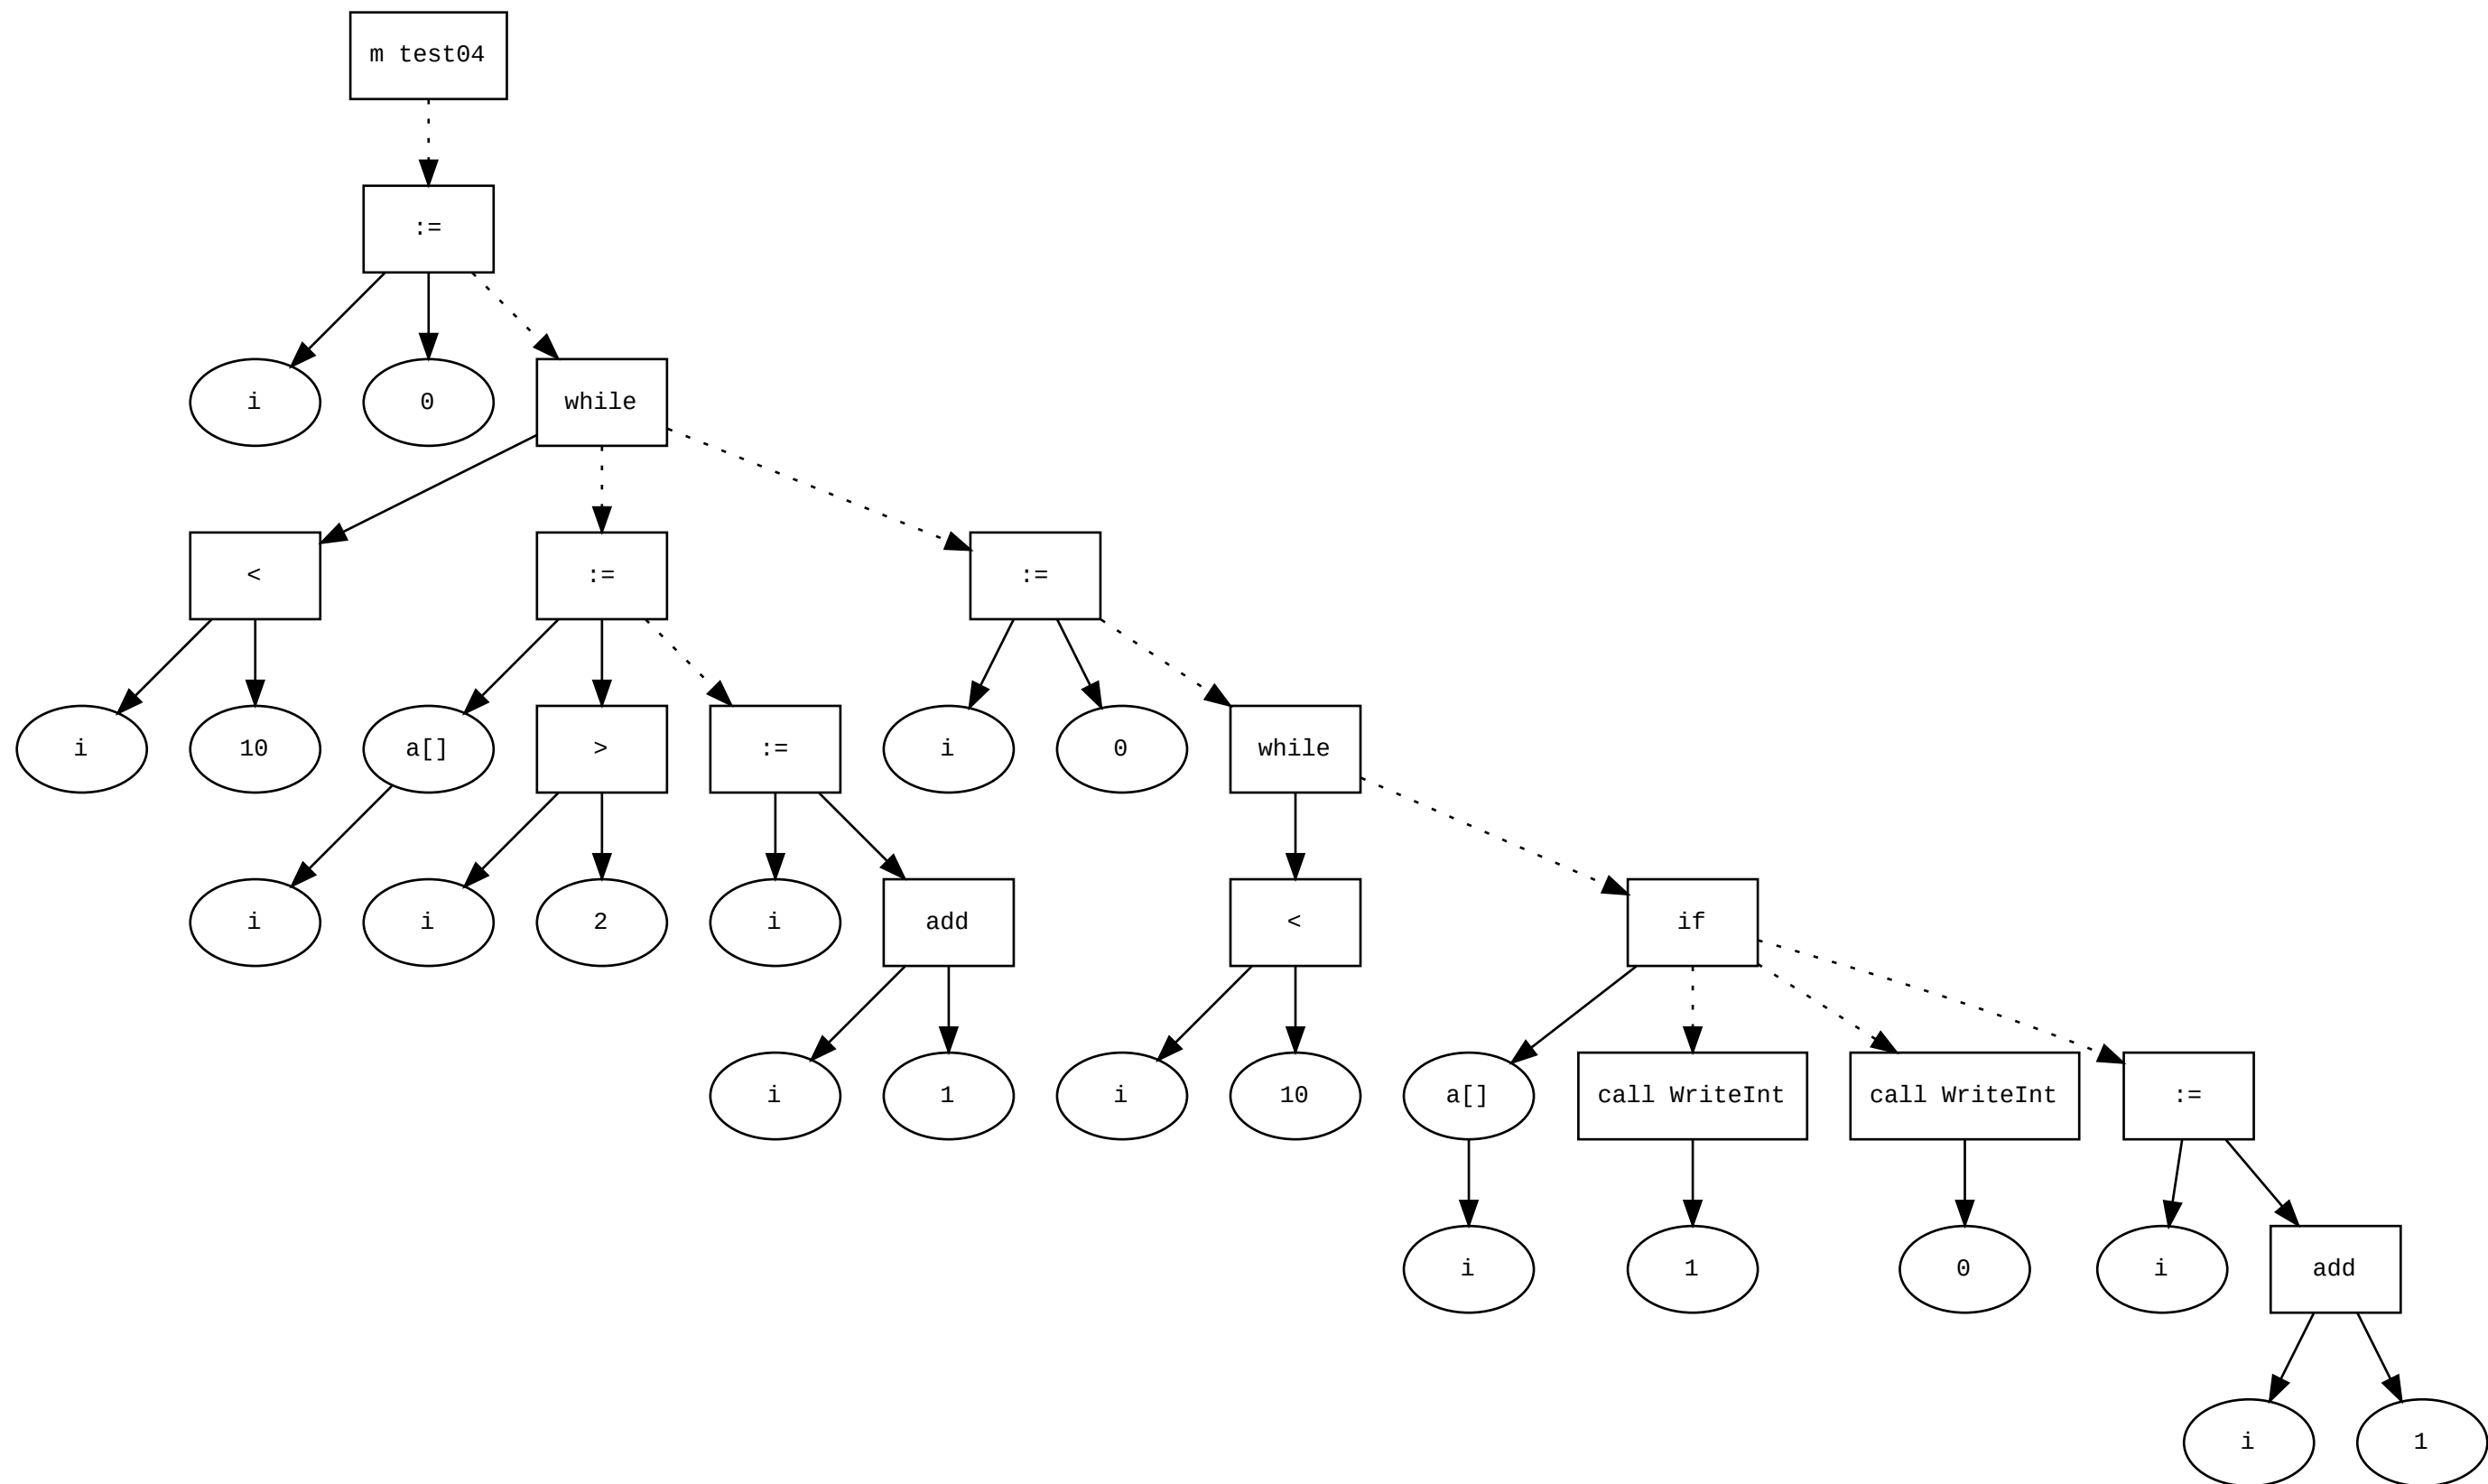 m test04
:=
i
0
while
<
:=
:=
i
10
a[]
>
:=
i
0
while
i
i
2
i
add
<
if
i
1
i
10
a[]
call WriteInt
call WriteInt
:=
i
1
0
i
add
i
1